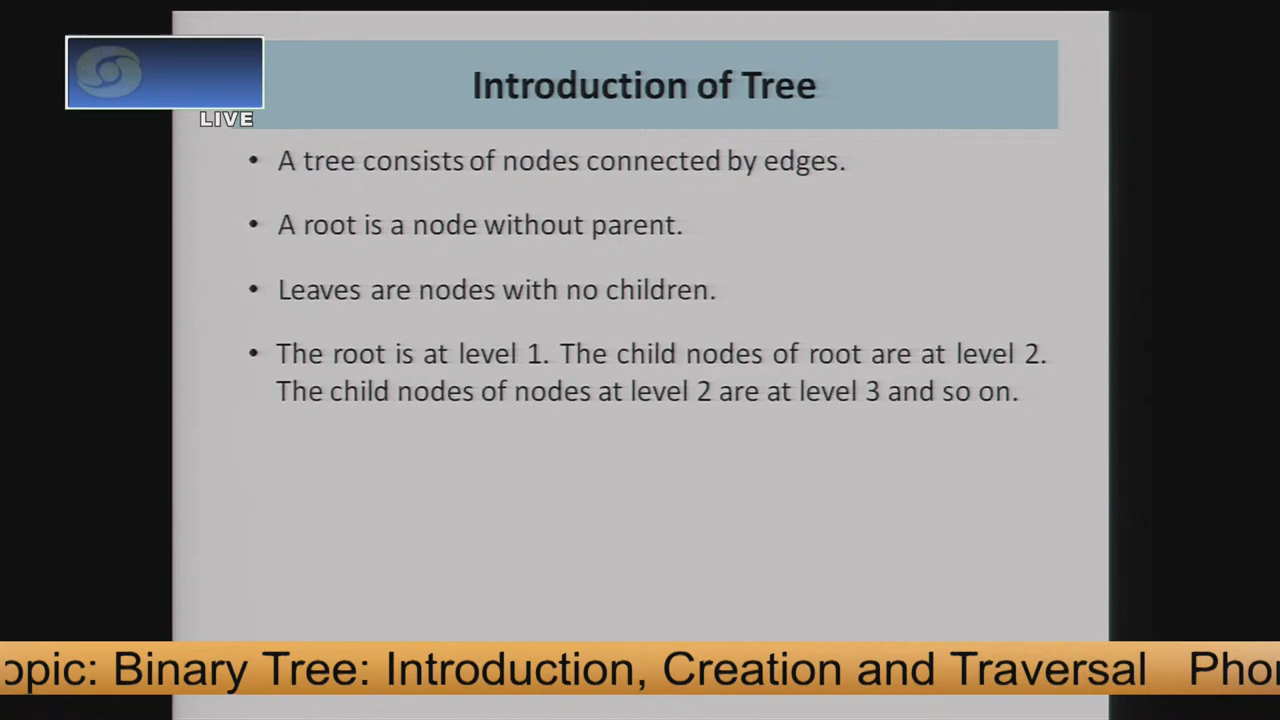 LIVE
Introduction of Tree
• A tree consists of nodes connected by edges.
• A root is a node without parent.
• Leaves are nodes with no children.
• The root is at level 1. The child nodes of root are at level 2.
The child nodes of nodes at level 2 are at level 3 and so on.
opic: Binary Tree: Introduction, Creation and Traversal